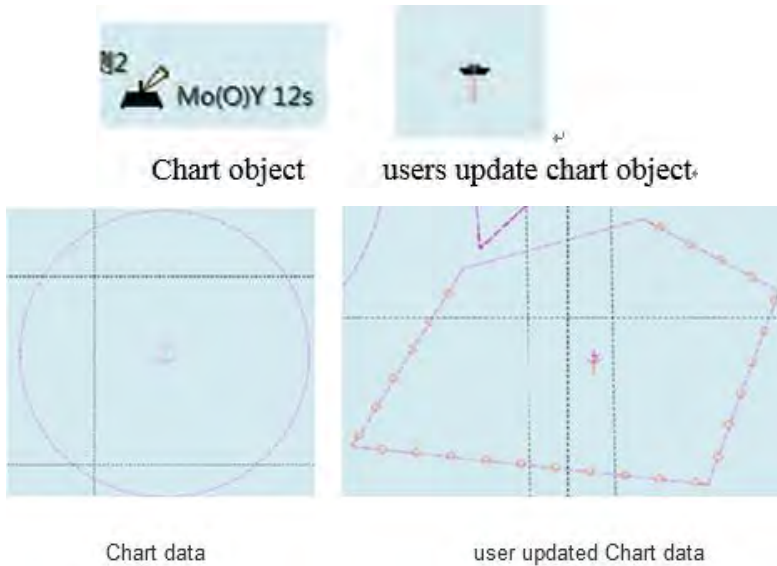 2
Mo(O)Y 12s
Chart object
users update chart object
Chart data
user updated Chart data